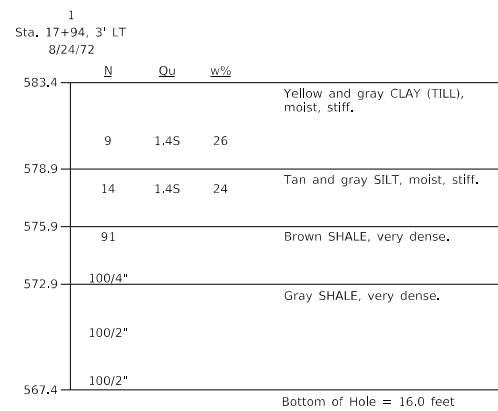 1
Sta. 17+94, 3' LT
8/24/72
N Qu w%
583.4
Yellow and gray CLAY (TILL),
moist, stiff.
9 1.4S 26
578.9
Tan and gray SILT, moist, stiff.
14 1.4S 24
575.9
91 Brown SHALE, very dense.
100/4"
572.9
Gray SHALE, very dense.
100/2"
100/2"
567.4
Bottom of Hole = 16.0 feet